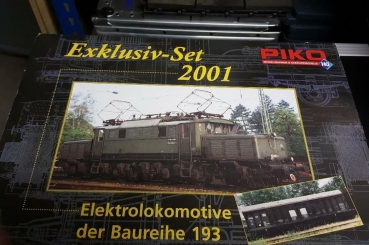 Exklusiv-Set
2001
PIKO
Elektrolokomotive
der Baureihe 193